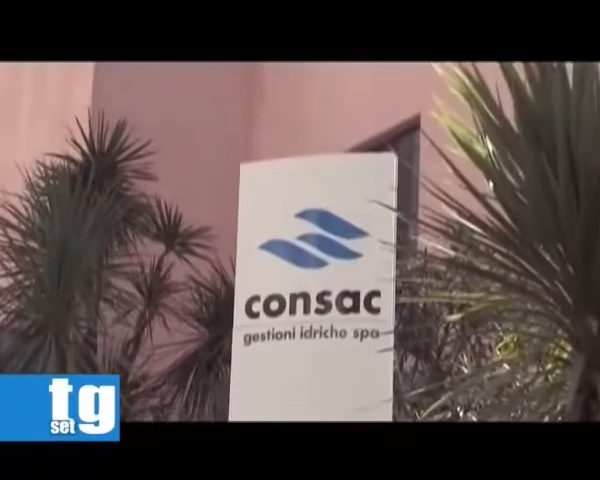 consac
gestioni idriche spa
tg
set